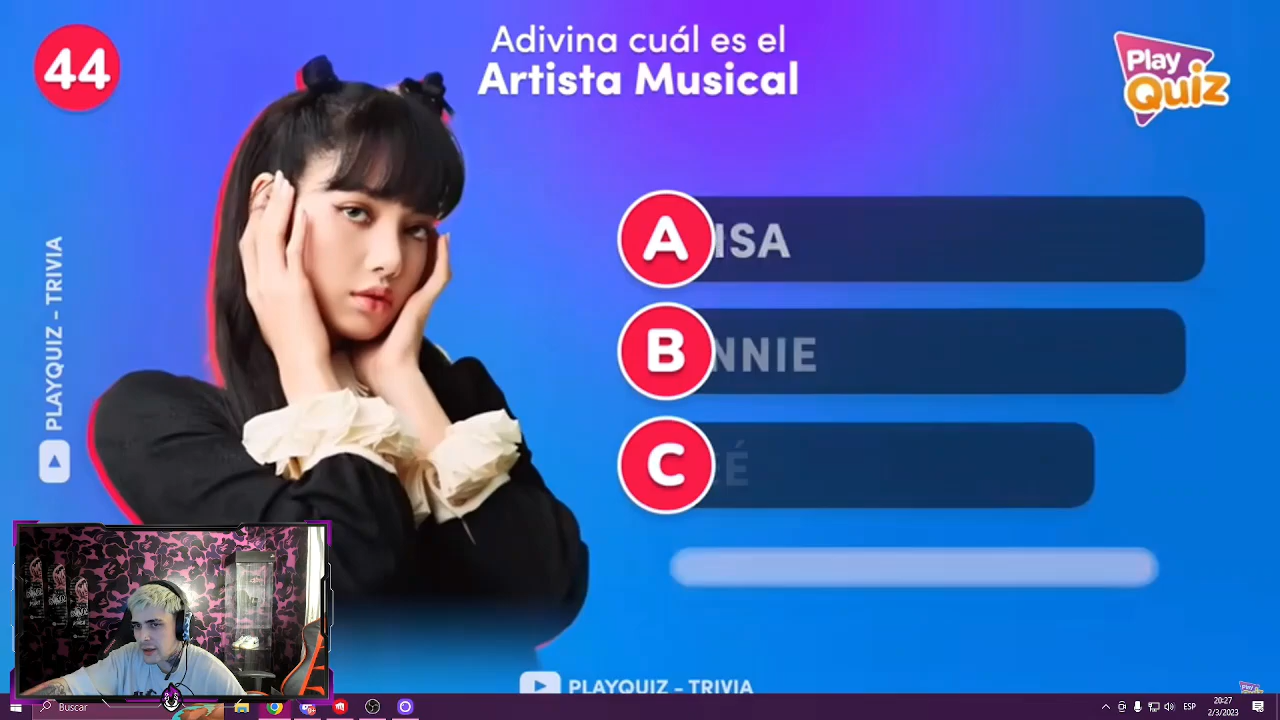 44
Adivina cuál es el
Artista Musical
Play
Quiz
A ISA
B NNIE
C É
PLAYQUIZ - TRIVIA
PLAYQUIZ - TRIVIA
Buscar
ESP
20:27
2/3/2023